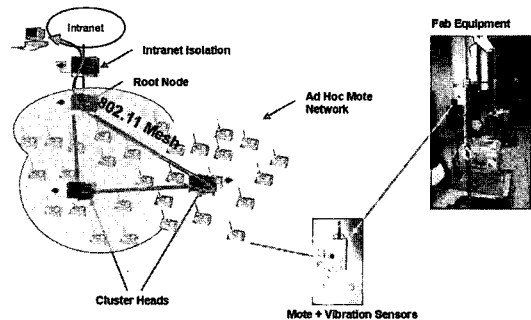 Intranet
Fab Equipment
Intranet Isolation
Root Node
802.11 Mesh
Ad Hoc Mote
Network
Cluster Heads
Mote + Vibration Sensors